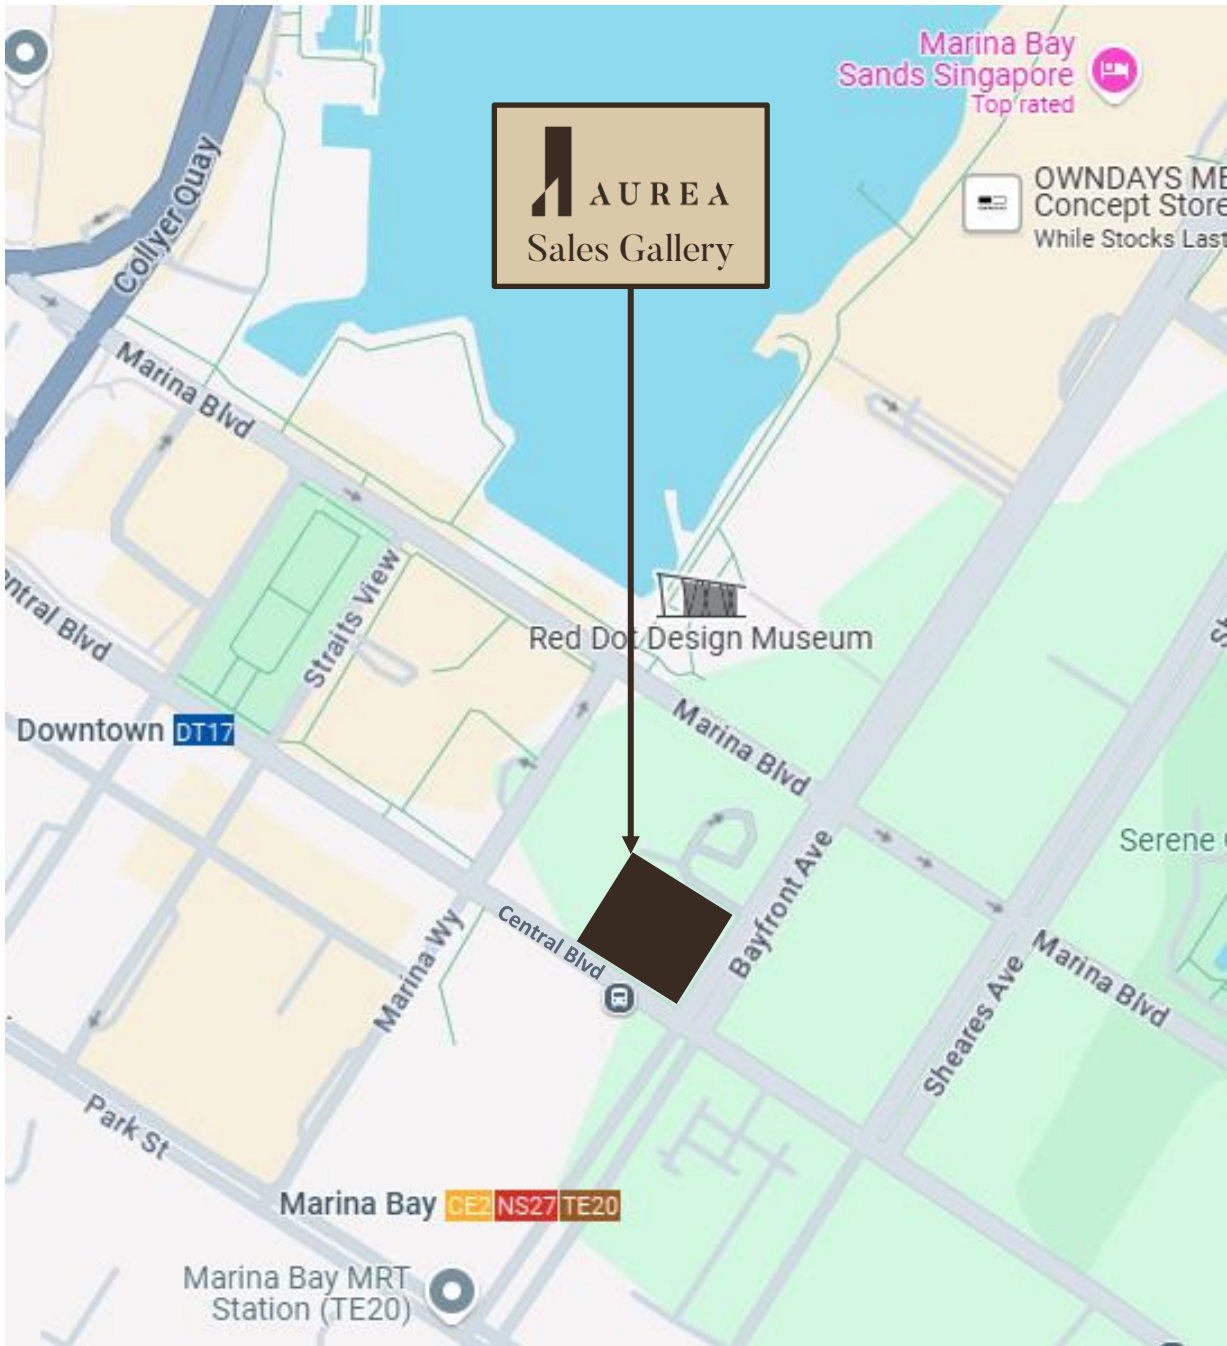 Marina Bay
Sands Singapore
Top rated
AUREA
Sales Gallery
OWNDAYS
Concept Store
While Stocks Last
Collyer Quay
Marina Blvd
Straits View
Central Blvd
Red Dot Design Museum
Downtown DT17
Marina Blvd
Serene
Bayfront Ave
Central Blvd
Marina Wy
Marina Blvd
Sheares Ave
Park St
Marina Bay CE2 NS27 TE20
Marina Bay MRT
Station (TE20)